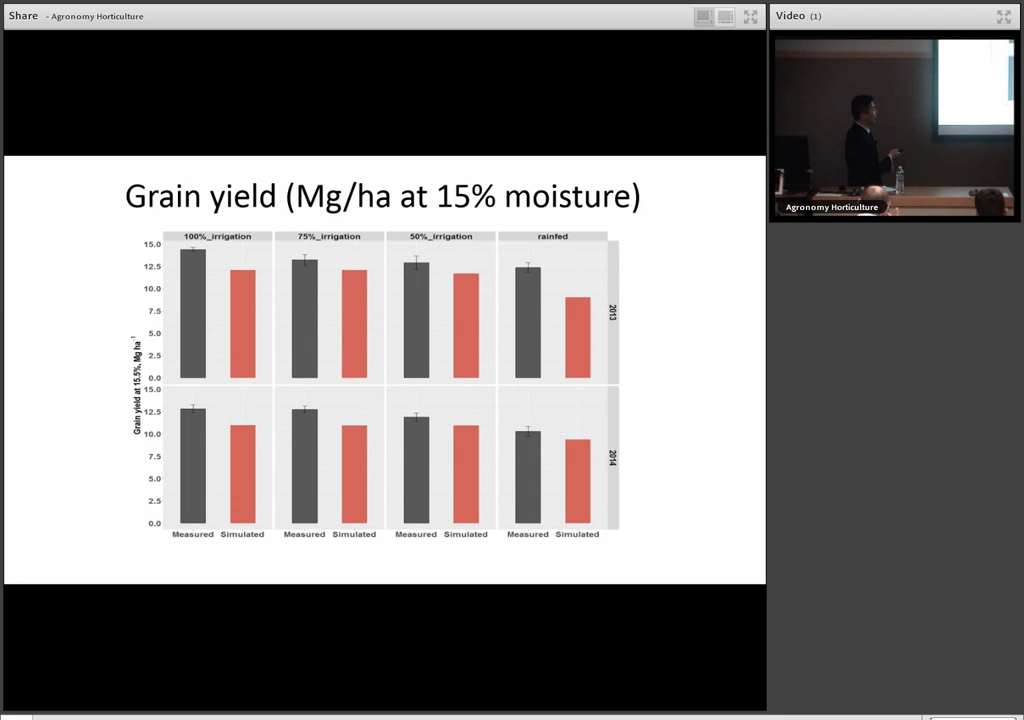 Share - Agronomy Horticulture
Video (1)
Agronomy Horticulture
Grain yield (Mg/ha at 15% moisture)
100%_irrigation 75%_irrigation 50%_irrigation rainfed
Grain yield at 15.5%, Mg ha⁻¹
15.0
12.5
10.0
7.5
5.0
2.5
0.0
2013
15.0
12.5
10.0
7.5
5.0
2.5
0.0
2014
Measured Simulated Measured Simulated Measured Simulated Measured Simulated